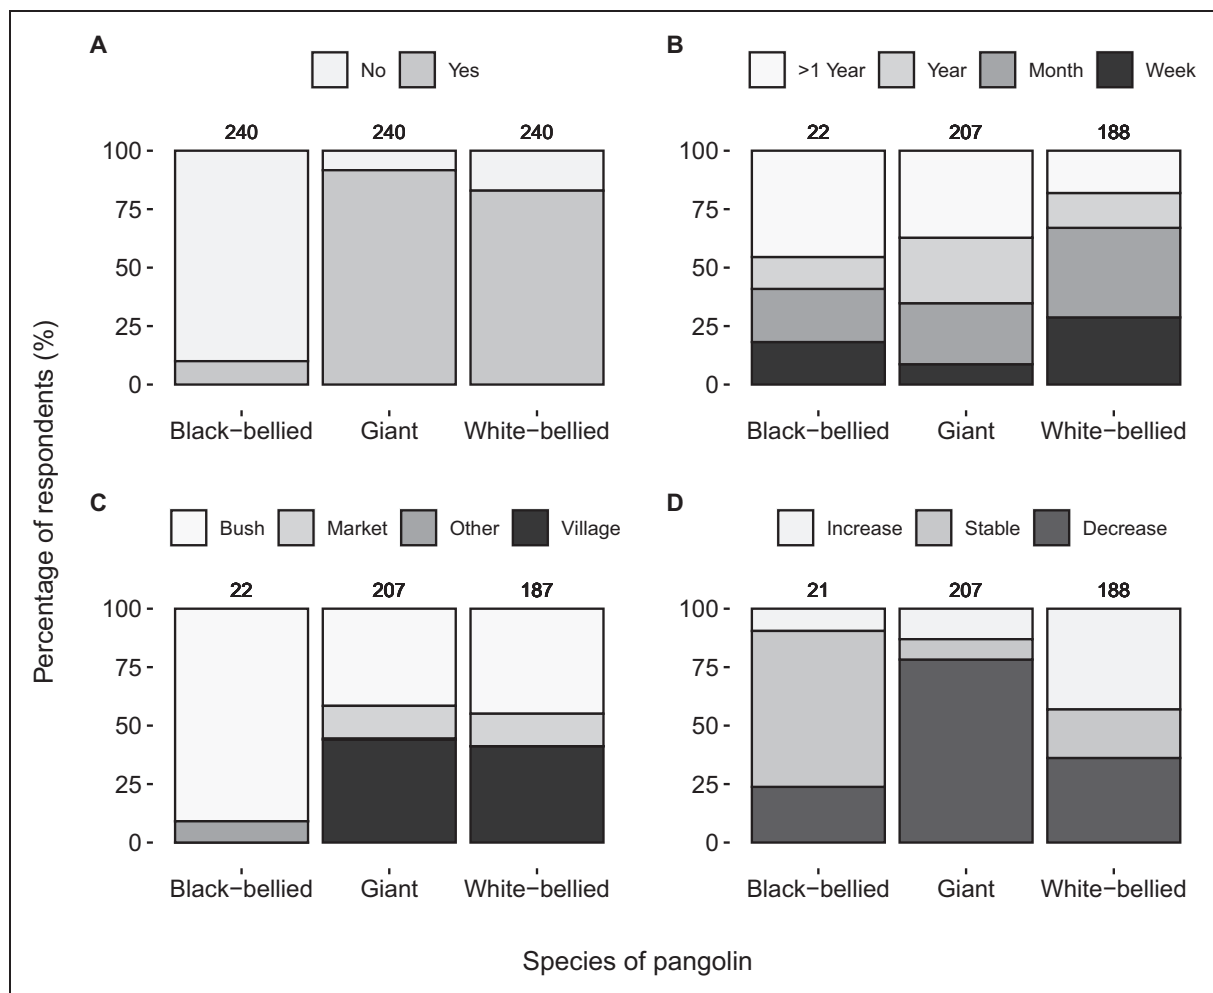 A
No Yes
240 240 240
100
75
50
25
0
Black−bellied Giant White−bellied
B
>1 Year Year Month Week
22 207 188
100
75
50
25
0
Black−bellied Giant White−bellied
C
Bush Market Other Village
22 207 187
100
75
50
25
0
Black−bellied Giant White−bellied
D
Increase Stable Decrease
21 207 188
100
75
50
25
0
Black−bellied Giant White−bellied
Percentage of respondents (%)
Species of pangolin